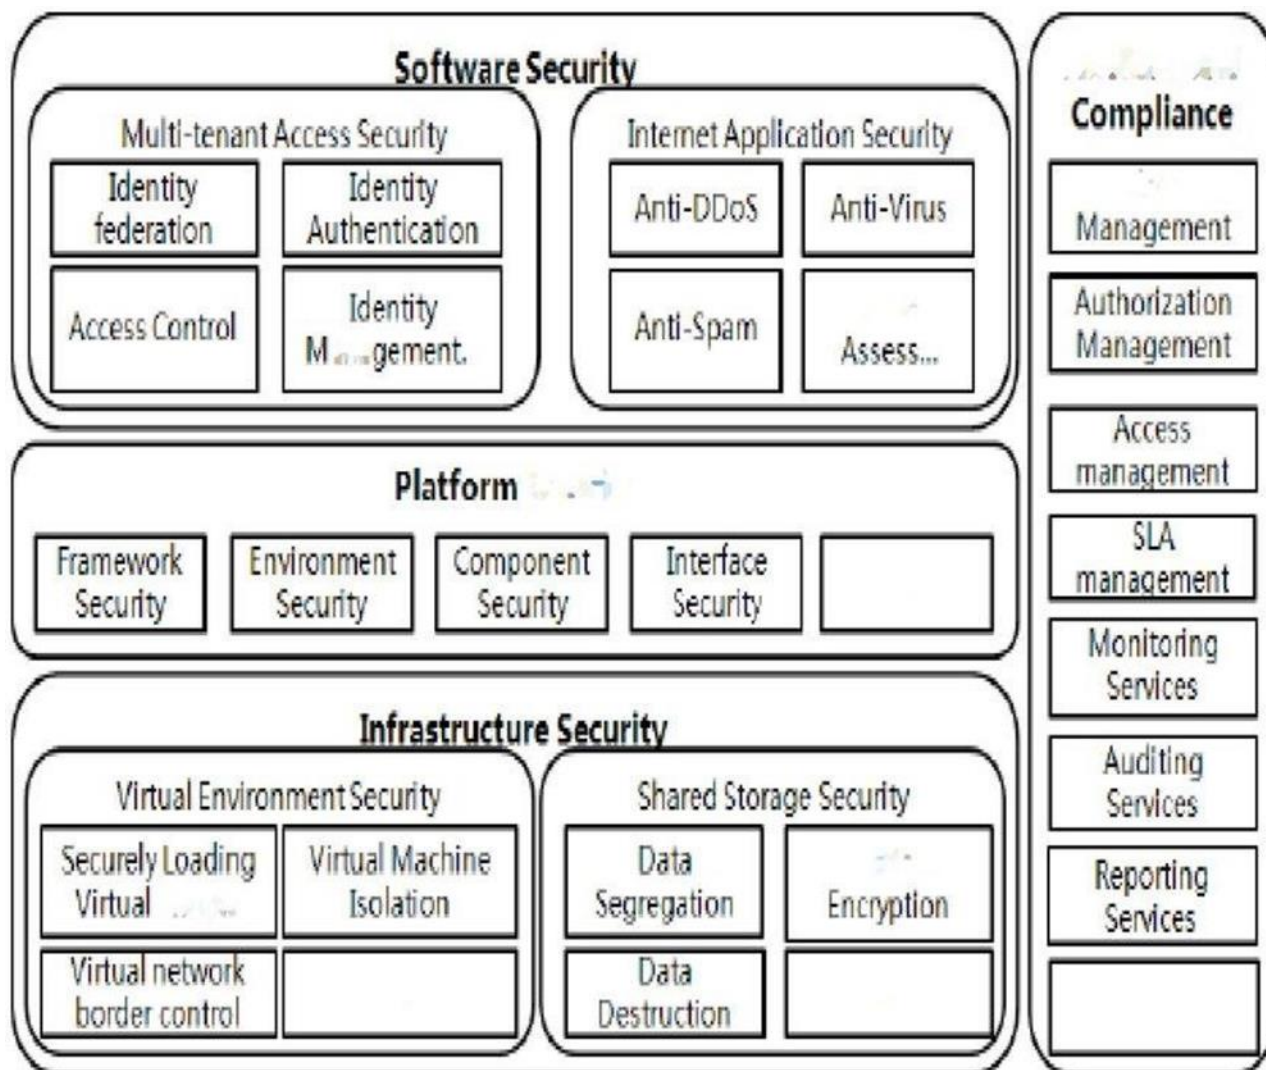 Software Security
Multi-tenant Access Security
Identity
federation
Identity
Authentication
Access Control
Identity
Internet Application Security
Anti-DDoS
Anti-Virus
Anti-Spam
Assess...
Platform
Framework
Security
Environment
Security
Component
Security
Interface
Security
Infrastructure Security
Virtual Environment Security
Securely Loading
Virtual
Virtual Machine
Isolation
Virtual network
border control
Shared Storage Security
Data
Segregation
Encryption
Data
Destruction
Compliance
Management
Authorization
Management
Access
management
SLA
management
Monitoring
Services
Auditing
Services
Reporting
Services